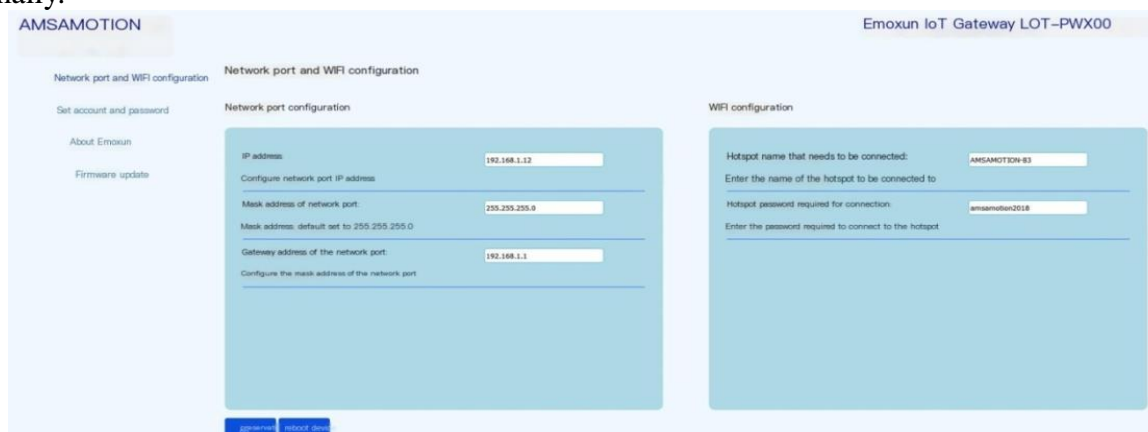 AMSAMOTION
Emoxun IoT Gateway LOT-PWX00
Network port and WIFI configuration
Set account and password
About Emoxun
Firmware update
Network port and WIFI configuration
Network port configuration
IP address:
192.168.1.12
Configure network port IP address
Mask address of network port:
255.255.255.0
Mask address: default set to 255.255.255.0
Gateway address of the network port:
192.168.1.1
Configure the mask address of the network port
WIFI configuration
Hotspot name that needs to be connected:
AMSAMOTION-83
Enter the name of the hotspot to be connected to
Hotspot password required for connection:
amsamotion2018
Enter the password required to connect to the hotspot
reboot